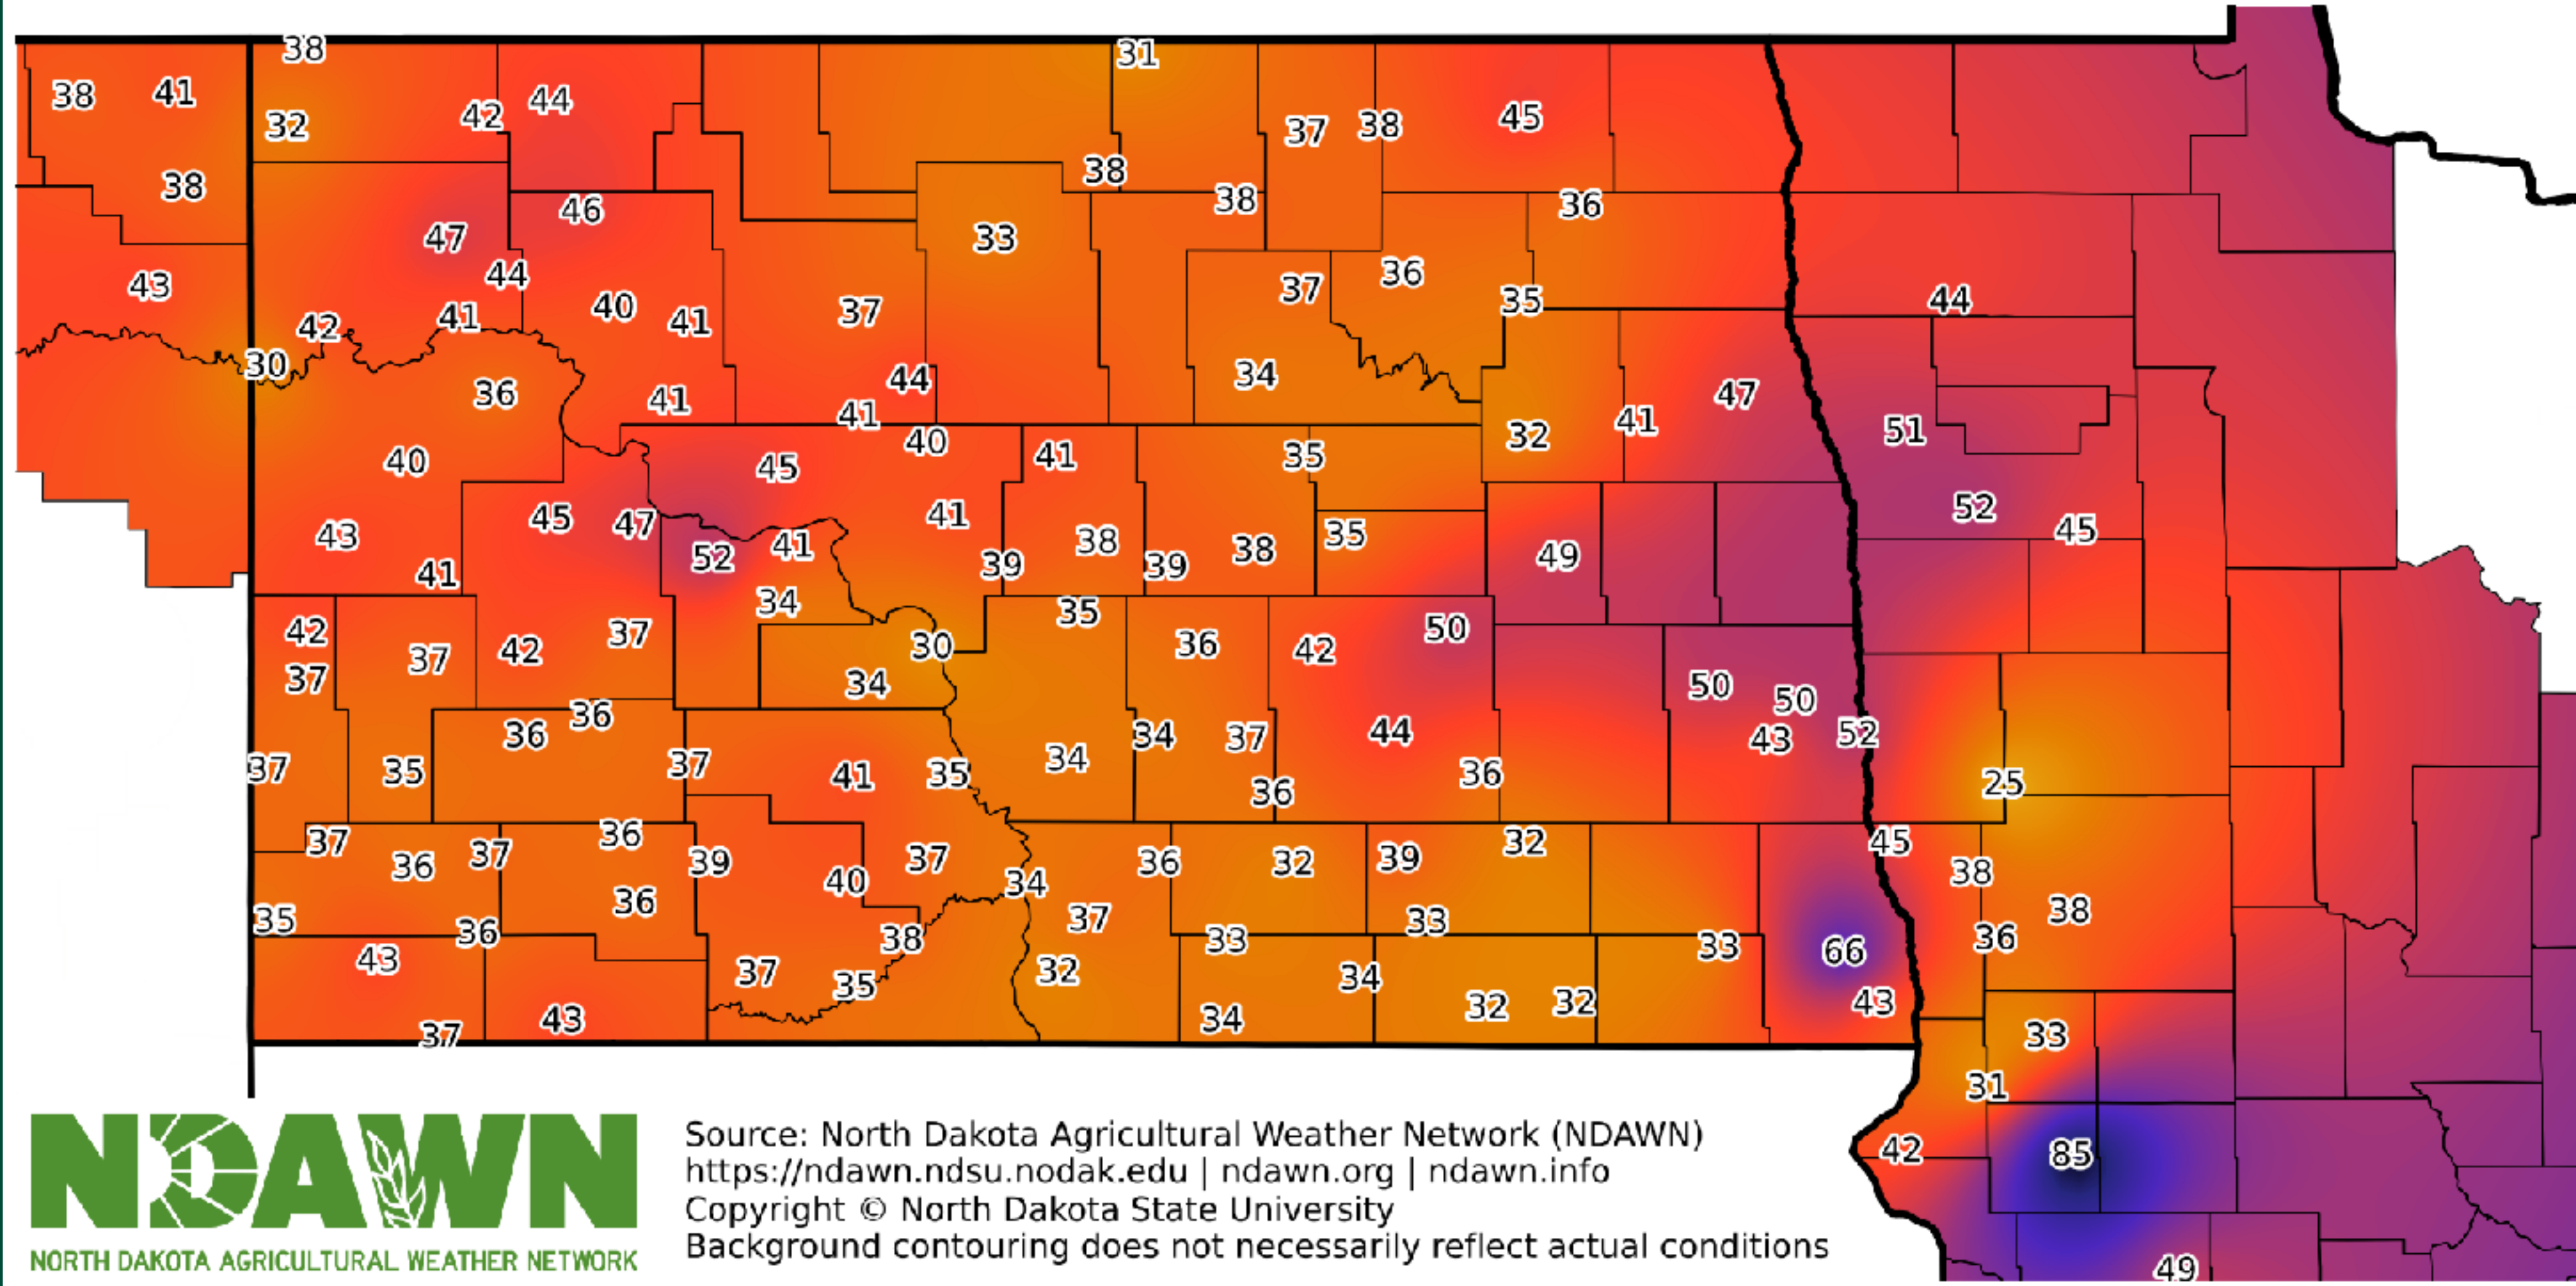 38
31
38 41 32 42 44 37 38 45
38 38 38 36
47 46 33
43 44 37 36
42 41 40 41 37 35 44
30 36 41 44 34 47
41 32 41 51
40 45 40 41 35
45 47 41 52
43 52 41 38 38 35 49 45
41 39 39
34 35
42 37 30 36 50
37 37 42 34 42 50
36 50
37 36 37 34 37 44 43 52
35 41 35 34 36 36 25
37 36 32 45
36 37 39 37 36 32 39 38
36 40 34
35 36 38 37 33 33 33 36 38
43 37 35 32 34 66
43 34 32 32 43
37 33
31
42 85
49
NDAWN
NORTH DAKOTA AGRICULTURAL WEATHER NETWORK
Source: North Dakota Agricultural Weather Network (NDAWN)
https://ndawn.ndsu.nodak.edu | ndawn.org | ndawn.info
Copyright © North Dakota State University
Background contouring does not necessarily reflect actual conditions